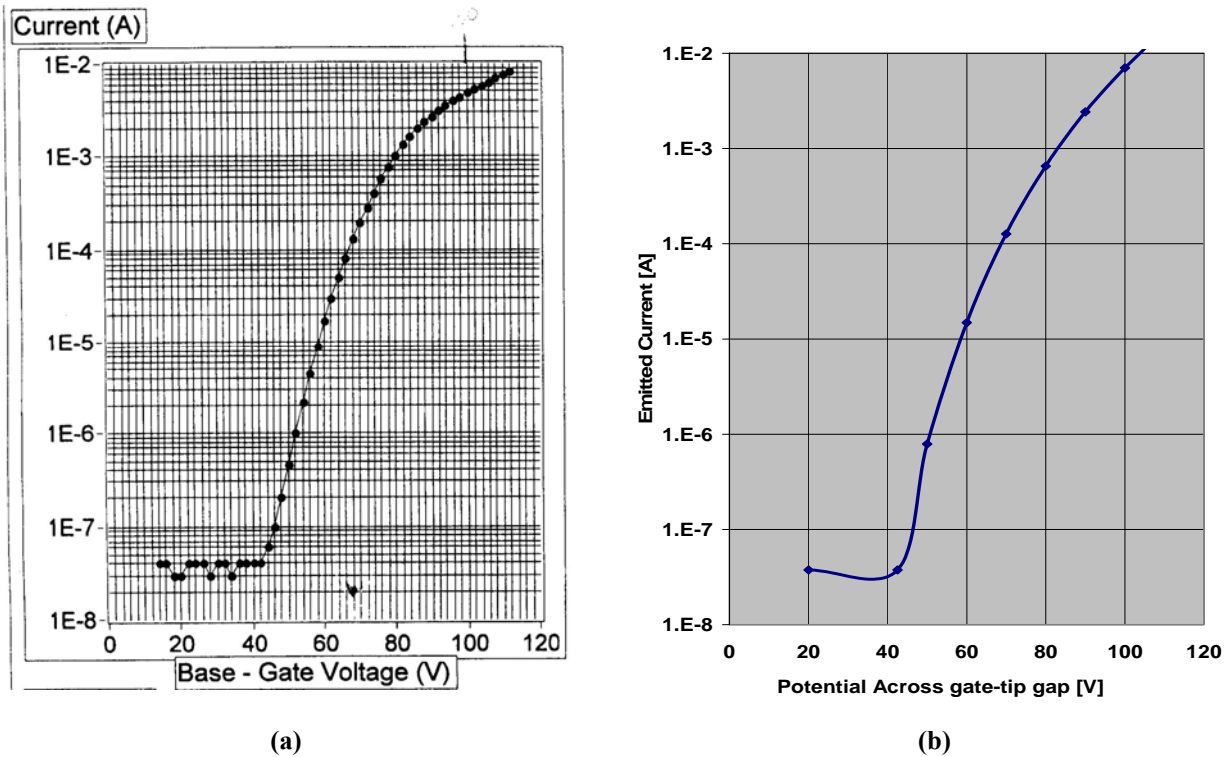 Current (A)
1E-2
1E-3
1E-4
1E-5
1E-6
1E-7
1E-8
0 20 40 60 80 100 120
Base - Gate Voltage (V)
(a)
1.E-2
1.E-3
1.E-4
1.E-5
1.E-6
1.E-7
1.E-8
Emitted Current [A]
0 20 40 60 80 100 120
Potential Across gate-tip gap [V]
(b)